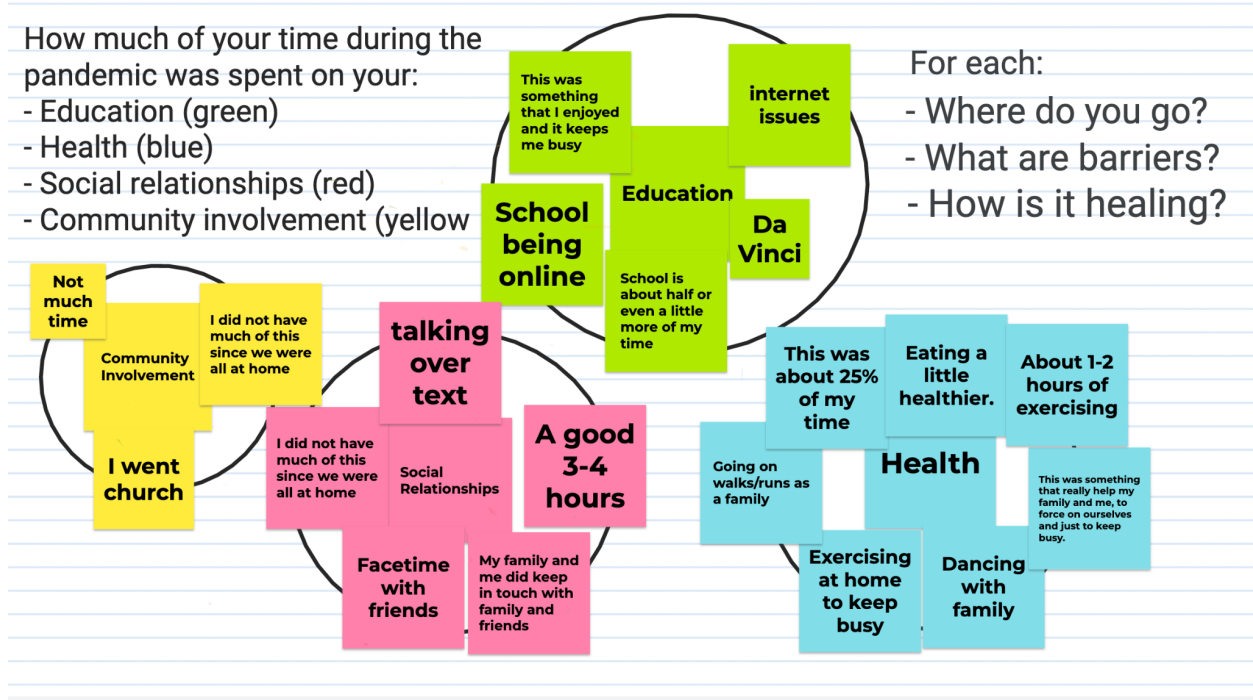 How much of your time during the
pandemic was spent on your:
- Education (green)
- Health (blue)
- Social relationships (red)
- Community involvement (yellow
For each:
- Where do you go?
- What are barriers?
- How is it healing?
This was
something
that I enjoyed
and it keeps
me busy
internet
issues
Education
School
being
online
Da
Vinci
School is
about half or
even a little
more of my
time
Not
much
time
Community
Involvement
I did not have
much of this
since we were
all at home
I went
church
talking
over
text
I did not have
much of this
since we were
all at home
Social
Relationships
A good
3-4
hours
Facetime
with
friends
My family and
me did keep
in touch with
family and
friends
This was
about 25%
of my
time
Eating a
little
healthier.
About 1-2
hours of
exercising
Going on
walks/runs as
a family
Health
This was something
that really help my
family and me, to
force on ourselves
and just to keep
busy.
Exercising
at home
to keep
busy
Dancing
with
family